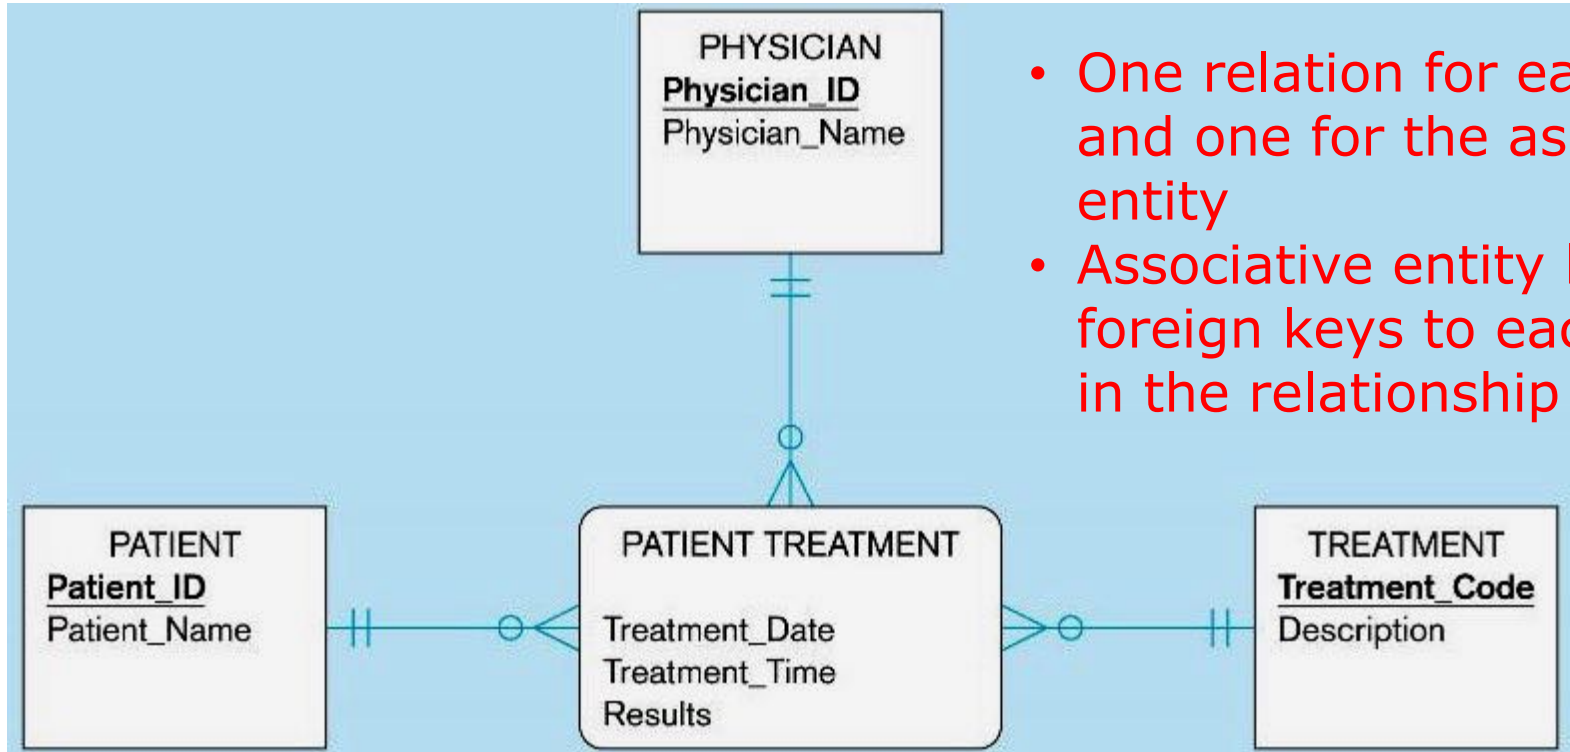 PHYSICIAN
Physician_ID
Physician_Name
• One relation for ea
and one for the as
entity
• Associative entity
foreign keys to ea
in the relationship
PATIENT
Patient_ID
Patient_Name
PATIENT TREATMENT
Treatment_Date
Treatment_Time
Results
TREATMENT
Treatment_Code
Description